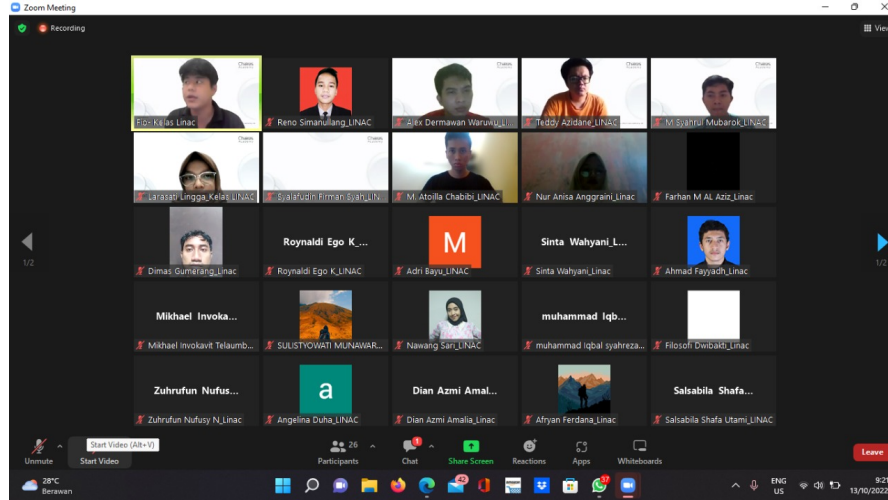 Zoom Meeting
Recording
View
Fio- Kelas Linac
Reno Simanullang_LINAC
Alex Dermawan Waruwu_LI...
Teddy Azidane_LINAC
M Syahrul Mubarok_LINAC
Larasati Lingga_Kelas LINAC
Syalafudin Firman Syah_LIN...
M. Atoilla Chabibi_LINAC
Nur Anisa Anggraini_Linac
Farhan M AL Aziz_Linac
Dimas Gumerang_Linac
Roynaldi Ego K_...
Roynaldi Ego K_LINAC
M
Adri Bayu_LINAC
Sinta Wahyani_L...
Sinta Wahyani_Linac
Ahmad Fayyadh_Linac
1/2
1/2
Mikhael Invoka...
Mikhael Invokavit Telaumb...
SULISTYOWATI MUNAWAR...
Nawang Sari_LINAC
muhammad Iqb...
muhammad Iqbal syahreza...
Filosofi Dwibakti_Linac
Zuhrufun Nufus...
Zuhrufun Nufusy N_Linac
a
Angelina Duha_LINAC
Dian Azmi Amal...
Dian Azmi Amalia_Linac
Afryan Ferdana_Linac
Salsabila Shafa...
Salsabila Shafa Utami_LINAC
Start Video (Alt+V)
Unmute
Start Video
26
Participants
1
Chat
Share Screen
Reactions
Apps
Whiteboards
Leave
28°C
Berawan
ENG
US
13/10/2022